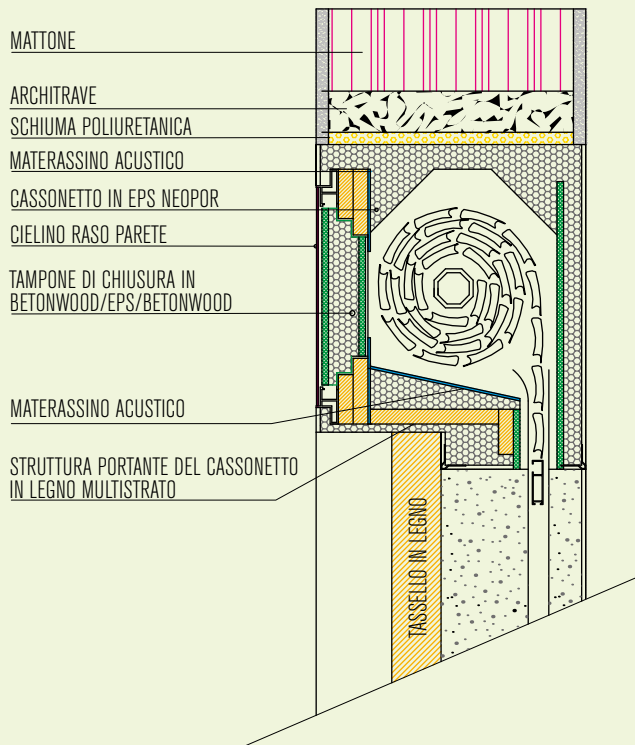 MATTONE
ARCHITRAVE
SCHIUMA POLIURETANICA
MATERASSINO ACUSTICO
CASSONETTO IN EPS NEOPOR
CIELINO RASO PARETE
TAMPONE DI CHIUSURA IN
BETONWOOD/EPS/BETONWOOD
MATERASSINO ACUSTICO
STRUTTURA PORTANTE DEL CASSONETTO
IN LEGNO MULTISTRATO
TASSELLO IN LEGNO